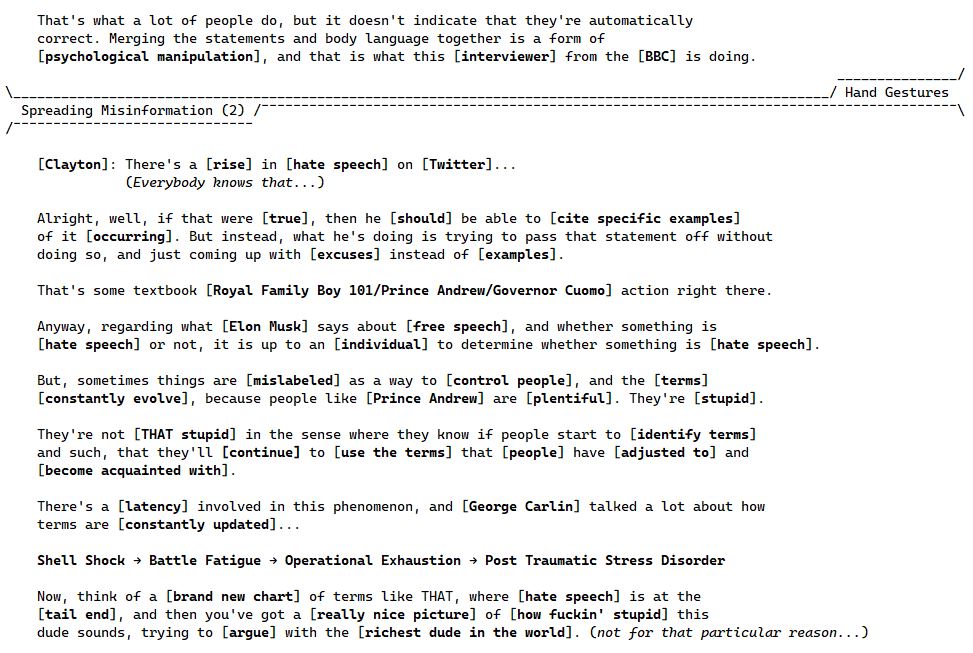 That's what a lot of people do, but it doesn't indicate that they're automatically
correct. Merging the statements and body language together is a form of
[psychological manipulation], and that is what this [interviewer] from the [BBC] is doing.
_______________/
\______________________________________________________________________________________________________/ Hand Gestures
Spreading Misinformation (2) /¯¯¯¯¯¯¯¯¯¯¯¯¯¯¯¯¯¯¯¯¯¯¯¯¯¯¯¯¯¯¯¯¯¯¯¯¯¯¯¯¯¯¯¯¯¯¯¯¯¯¯¯¯¯¯¯¯¯¯¯¯¯¯¯¯¯¯¯¯¯¯¯¯¯¯¯¯¯¯¯¯¯¯¯¯¯¯\
/¯¯¯¯¯¯¯¯¯¯¯¯¯¯¯¯¯¯¯¯¯¯¯¯¯¯¯¯¯¯
[Clayton]: There's a [rise] in [hate speech] on [Twitter]...
(Everybody knows that...)
Alright, well, if that were [true], then he [should] be able to [cite specific examples]
of it [occurring]. But instead, what he's doing is trying to pass that statement off without
doing so, and just coming up with [excuses] instead of [examples].
That's some textbook [Royal Family Boy 101/Prince Andrew/Governor Cuomo] action right there.
Anyway, regarding what [Elon Musk] says about [free speech], and whether something is
[hate speech] or not, it is up to an [individual] to determine whether something is [hate speech].
But, sometimes things are [mislabeled] as a way to [control people], and the [terms]
[constantly evolve], because people like [Prince Andrew] are [plentiful]. They're [stupid].
They're not [THAT stupid] in the sense where they know if people start to [identify terms]
and such, that they'll [continue] to [use the terms] that [people] have [adjusted to] and
[become acquainted with].
There's a [latency] involved in this phenomenon, and [George Carlin] talked a lot about how
terms are [constantly updated]...
Shell Shock → Battle Fatigue → Operational Exhaustion → Post Traumatic Stress Disorder
Now, think of a [brand new chart] of terms like THAT, where [hate speech] is at the
[tail end], and then you've got a [really nice picture] of [how fuckin' stupid] this
dude sounds, trying to [argue] with the [richest dude in the world]. (not for that particular reason...)